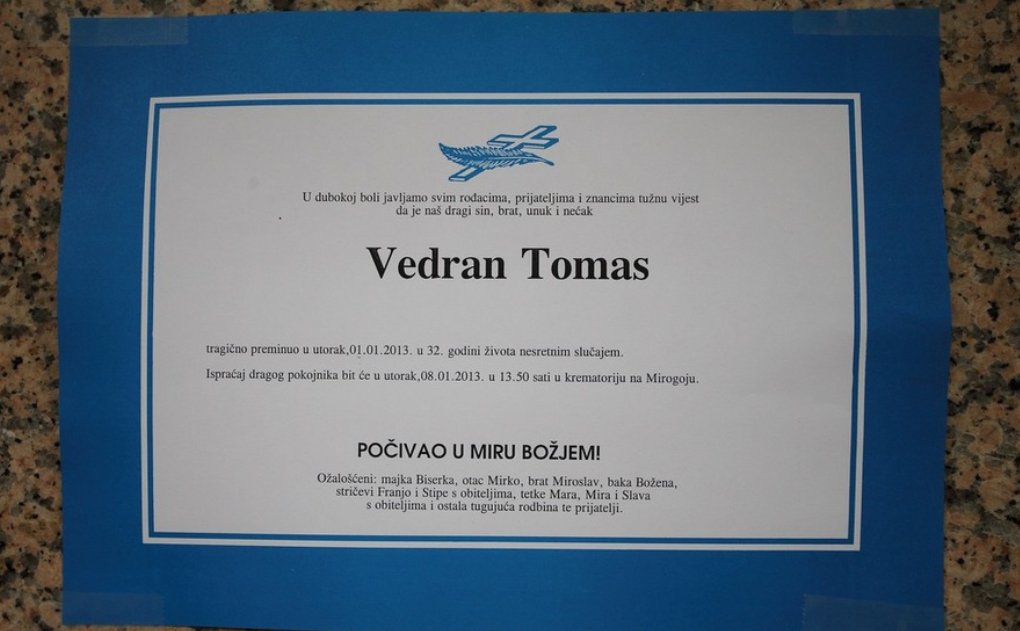 U dubokoj boli javljamo svim rođacima, prijateljima i znancima tužnu vijest
da je naš dragi sin, brat, unuk i nećak
Vedran Tomas
tragično preminuo u utorak,01.01.2013. u 32. godini života nesretnim slučajem.
Ispraćaj dragog pokojnika bit će u utorak,08.01.2013. u 13.50 sati u krematoriju na Mirogoju.
POČIVAO U MIRU BOŽJEM!
Ožalošćeni: majka Biserka, otac Mirko, brat Miroslav, baka Božena,
stričevi Franjo i Stipe s obiteljima, tetke Mara, Mira i Slava
s obiteljima i ostala tugujuća rodbina te prijatelji.